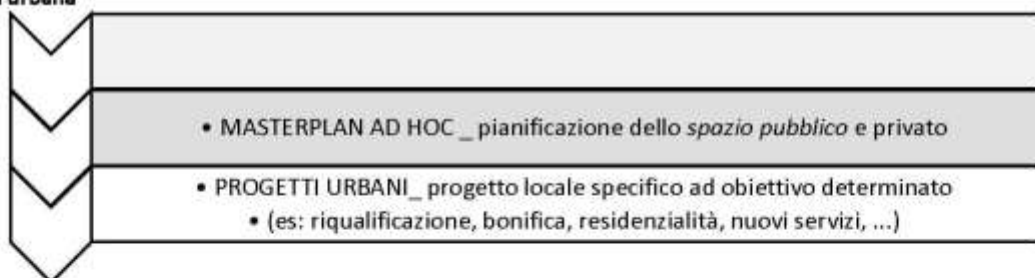 urbana
• MASTERPLAN AD HOC _ pianificazione dello spazio pubblico e privato
• PROGETTI URBANI_ progetto locale specifico ad obiettivo determinato
• (es: riqualificazione, bonifica, residenzialità, nuovi servizi, ...)